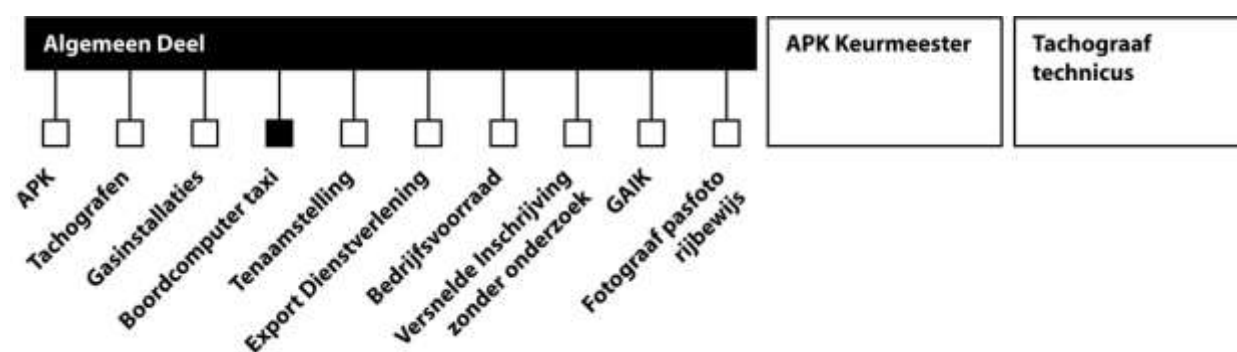 Algemeen Deel
APK Keurmeester
Tachograaf
technicus
APK
Tachografen
Gasinstallaties
Boordcomputer taxi
Tenaamstelling
Export Dienstverlening
Bedrijfsvoorraad
Versnelde Inschrijving
zonder onderzoek
GAIK
Fotograaf pasfoto
rijbewijs